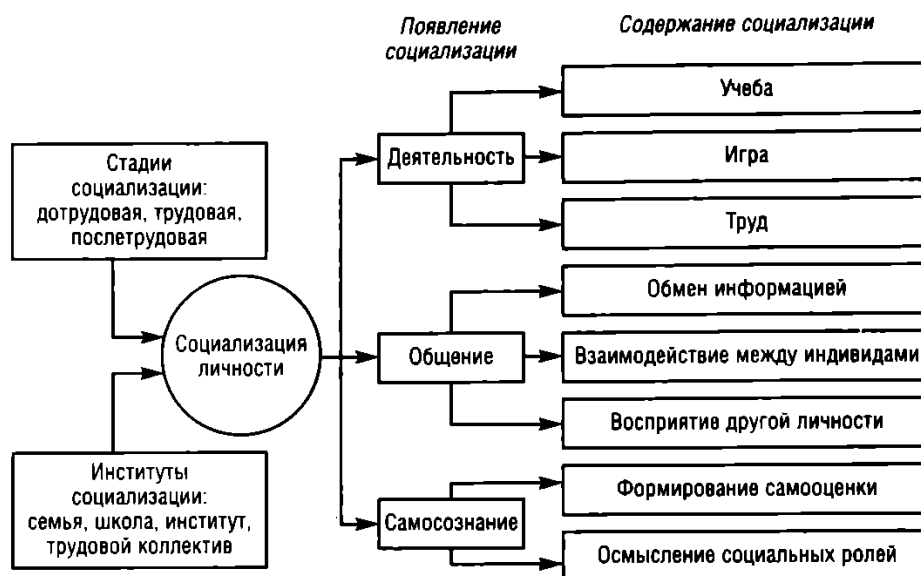 Появление
социализации
Содержание социализации
Стадии
социализации:
дотрудовая, трудовая,
послетрудовая
Социализация
личности
Институты
социализации:
семья, школа, институт,
трудовой коллектив
Деятельность
Учеба
Игра
Труд
Общение
Обмен информацией
Взаимодействие между индивидами
Восприятие другой личности
Самосознание
Формирование самооценки
Осмысление социальных ролей